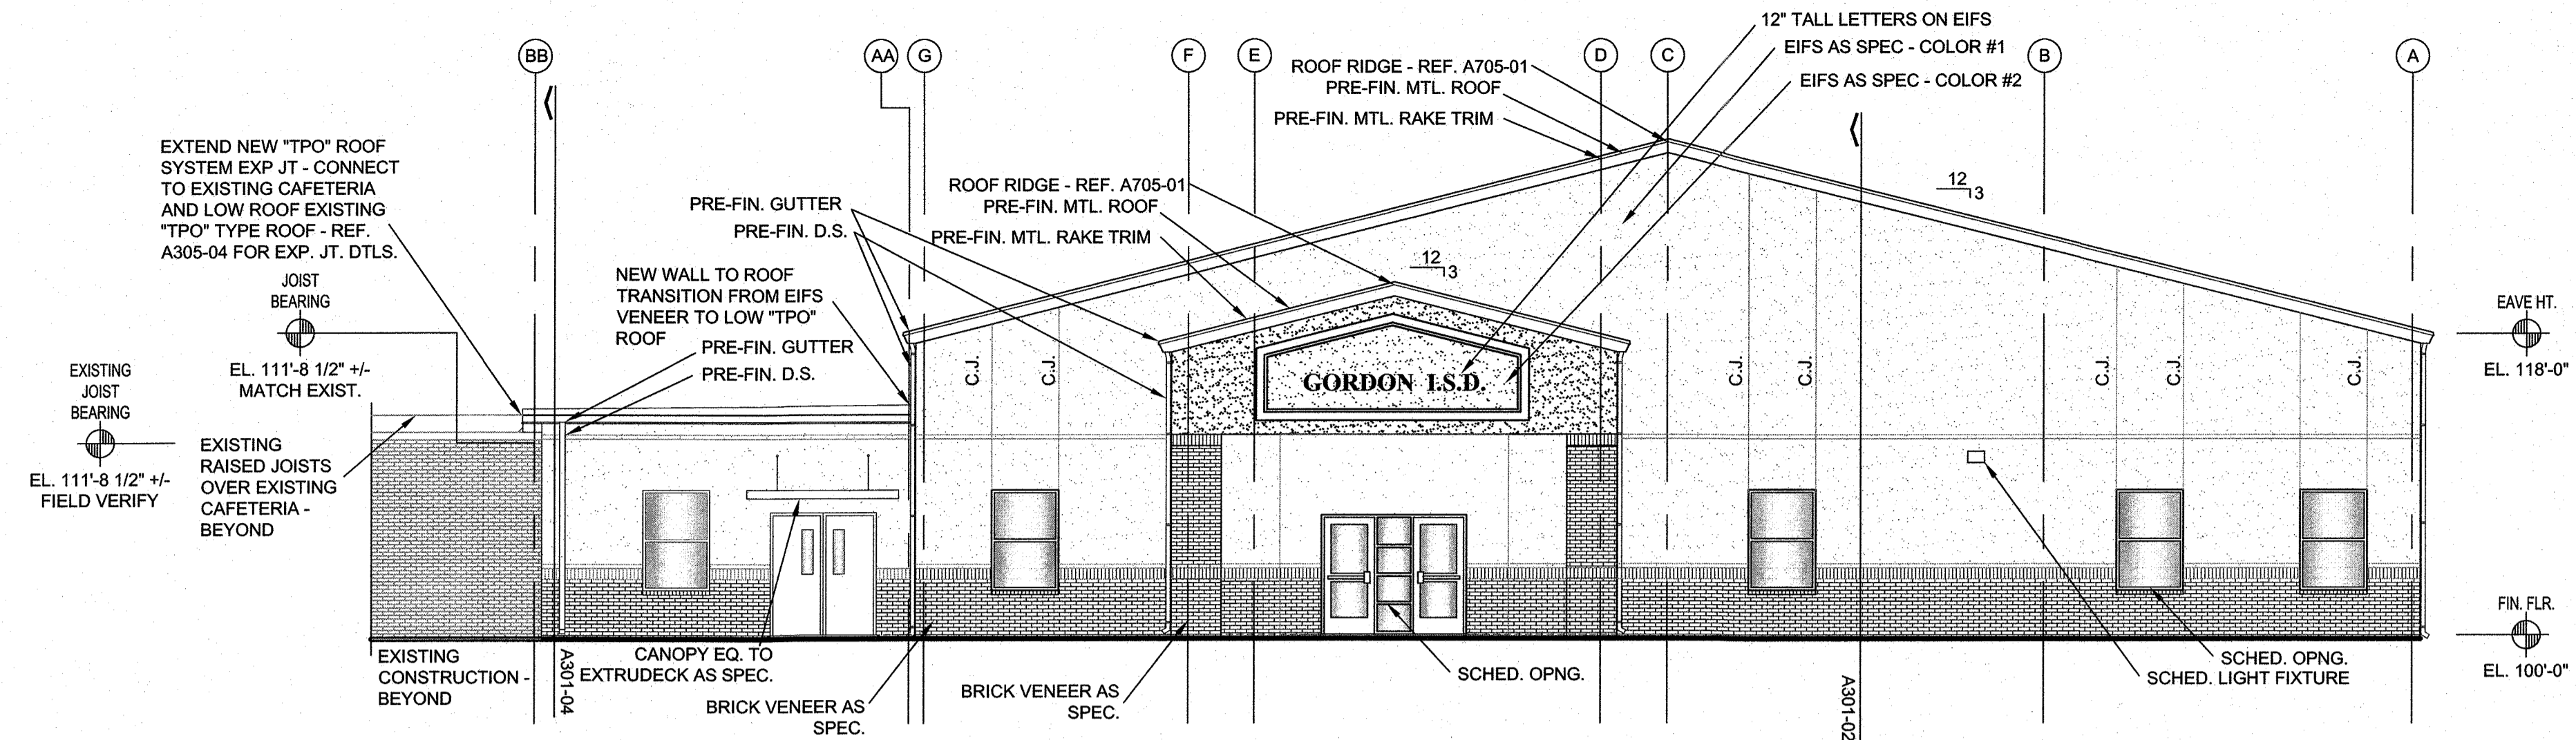 12" TALL LETTERS ON EIFS
EIFS AS SPEC - COLOR #1
EIFS AS SPEC - COLOR #2
BB
AA
G
F
E
D
C
B
A
ROOF RIDGE - REF. A705-01
PRE-FIN. MTL. ROOF
PRE-FIN. MTL. RAKE TRIM
EXTEND NEW "TPO" ROOF
SYSTEM EXP JT - CONNECT
TO EXISTING CAFETERIA
AND LOW ROOF EXISTING
"TPO" TYPE ROOF - REF.
A305-04 FOR EXP. JT. DTLS.
JOIST
BEARING
EL. 111'-8 1/2" +/-
MATCH EXIST.
EXISTING
JOIST
BEARING
EL. 111'-8 1/2" +/-
FIELD VERIFY
EXISTING
RAISED JOISTS
OVER EXISTING
CAFETERIA -
BEYOND
PRE-FIN. GUTTER
PRE-FIN. D.S.
NEW WALL TO ROOF
TRANSITION FROM EIFS
VENEER TO LOW "TPO"
ROOF
PRE-FIN. GUTTER
PRE-FIN. D.S.
ROOF RIDGE - REF. A705-01
PRE-FIN. MTL. ROOF
PRE-FIN. MTL. RAKE TRIM
12
3
12
3
C.J.
C.J.
GORDON I.S.D.
C.J.
C.J.
C.J.
C.J.
C.J.
EAVE HT.
EL. 118'-0"
FIN. FLR.
EL. 100'-0"
EXISTING
CONSTRUCTION -
BEYOND
A301-04
CANOPY EQ. TO
EXTRUDECK AS SPEC.
BRICK VENEER AS
SPEC.
BRICK VENEER AS
SPEC.
SCHED. OPNG.
A301-02
SCHED. OPNG.
SCHED. LIGHT FIXTURE